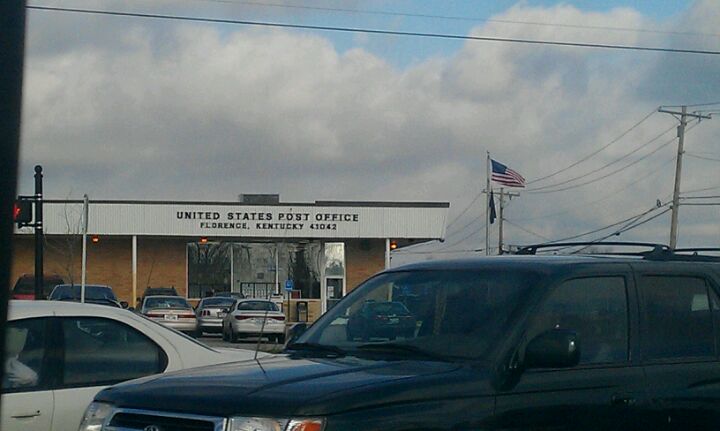 UNITED STATES POST OFFICE
FLORENCE, KENTUCKY 41042